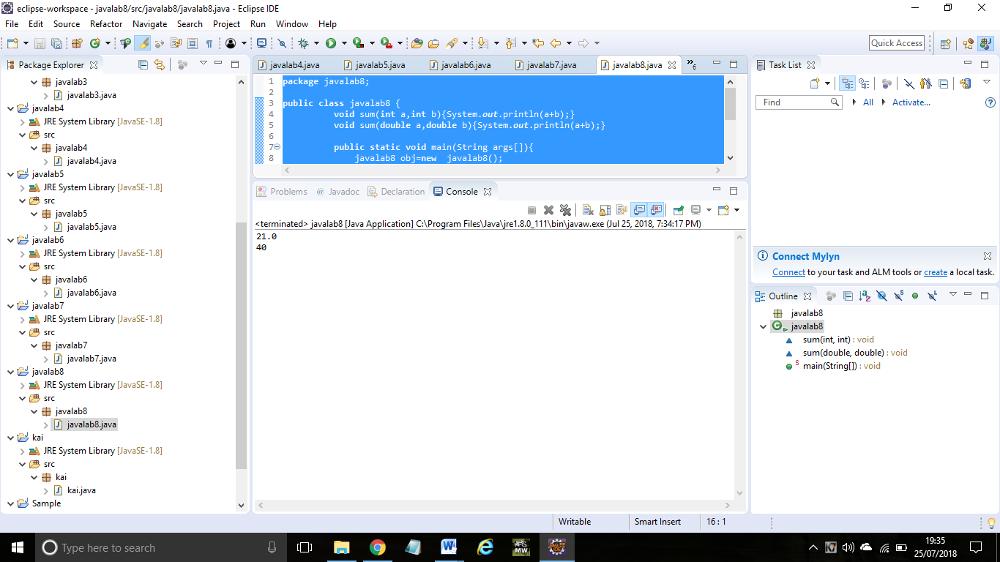 eclipse-workspace - javalab8/src/javalab8/javalab8.java - Eclipse IDE
File Edit Source Refactor Navigate Search Project Run Window Help
Quick Access
Package Explorer
javalab3
javalab3.java
javalab4
JRE System Library [JavaSE-1.8]
src
javalab4
javalab4.java
javalab5
JRE System Library [JavaSE-1.8]
src
javalab5
javalab5.java
javalab6
JRE System Library [JavaSE-1.8]
src
javalab6
javalab6.java
javalab7
JRE System Library [JavaSE-1.8]
src
javalab7
javalab7.java
javalab8
JRE System Library [JavaSE-1.8]
src
javalab8
javalab8.java
kai
JRE System Library [JavaSE-1.8]
src
kai
kai.java
Sample
javalab4.java javalab5.java javalab6.java javalab7.java javalab8.java »6
1 package javalab8;
2
3 public class javalab8 {
4 void sum(int a,int b){System.out.println(a+b);}
5 void sum(double a,double b){System.out.println(a+b);}
6
7 public static void main(String args[]){
8 javalab8 obj=new javalab8();
Problems @ Javadoc Declaration Console
<terminated> javalab8 [Java Application] C:\Program Files\Java\jre1.8.0_111\bin\javaw.exe (Jul 25, 2018, 7:34:17 PM)
21.0
40
Task List
Find All Activate...
Connect Mylyn
Connect to your task and ALM tools or create a local task.
Outline
javalab8
javalab8
sum(int, int) : void
sum(double, double) : void
main(String[]) : void
Writable Smart Insert 16 : 1
Type here to search
19:35
25/07/2018